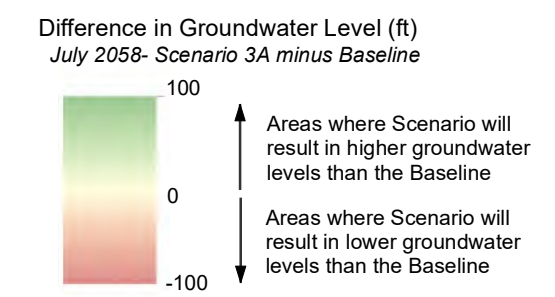 Difference in Groundwater Level (ft)
July 2058- Scenario 3A minus Baseline
100
Areas where Scenario will
result in higher groundwater
levels than the Baseline
0
Areas where Scenario will
result in lower groundwater
levels than the Baseline
-100